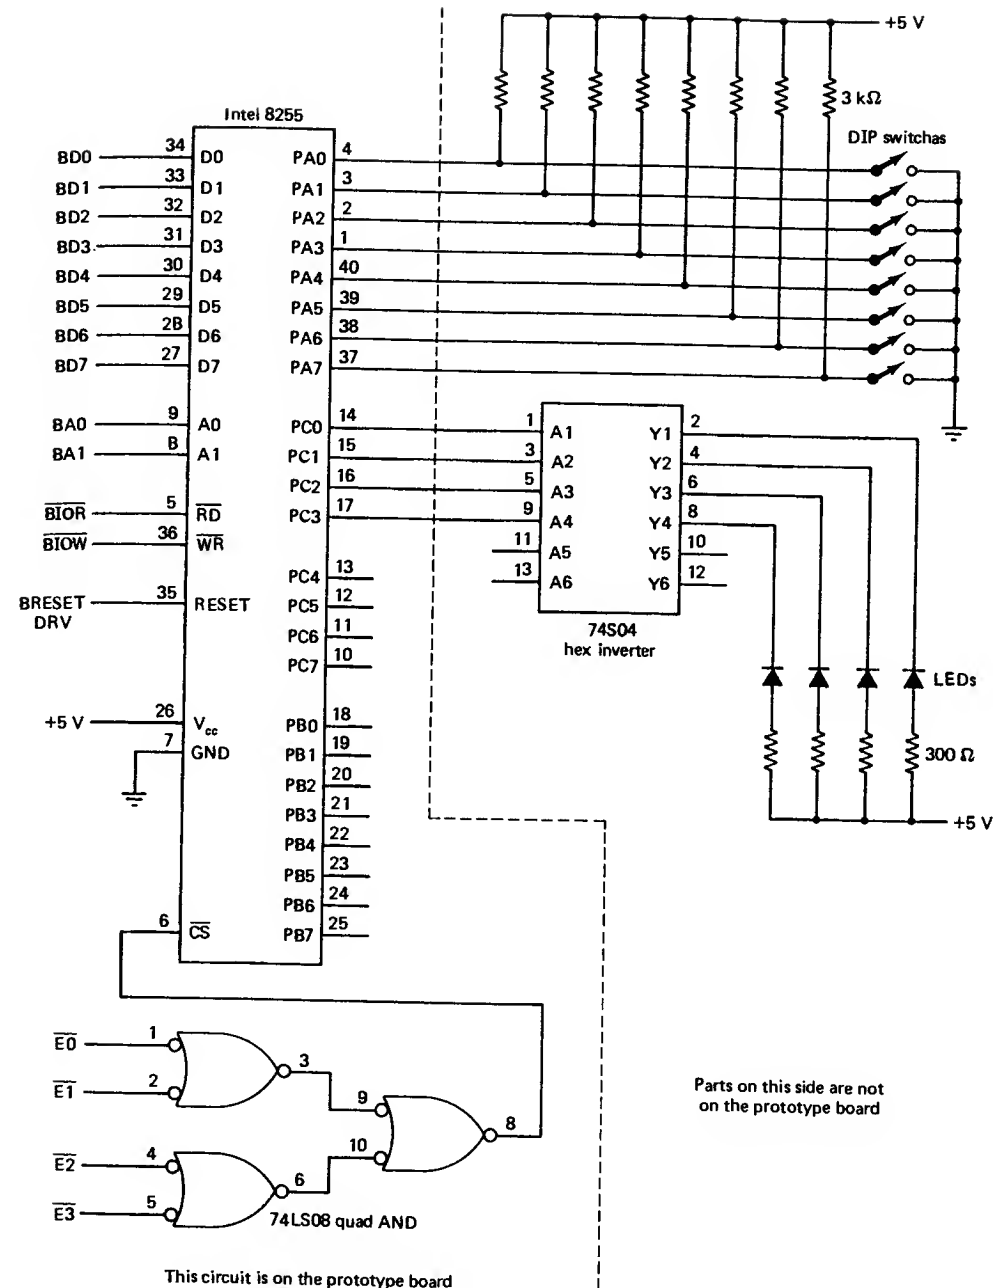 +5 V
3 kΩ
DIP switchas
Intel 8255
BD0 34 D0 PA0 4
BD1 33 D1 PA1 3
BD2 32 D2 PA2 2
BD3 31 D3 PA3 1
BD4 30 D4 PA4 40
BD5 29 D5 PA5 39
BD6 2B D6 PA6 38
BD7 27 D7 PA7 37
BA0 9 A0 PC0 14 1 A1 Y1 2
BA1 B A1 PC1 15 3 A2 Y2 4
PC2 16 5 A3 Y3 6
BIOR 5 RD PC3 17 9 A4 Y4 8
BIOW 36 WR 11 A5 Y5 10
PC4 13 13 A6 Y6 12
BRESET DRV 35 RESET PC5 12
74S04
hex inverter
PC6 11
PC7 10
LEDs
+5 V 26 Vcc PB0 18
7 GND PB1 19
300 Ω
PB2 20
PB3 21
+5 V
PB4 22
PB5 23
PB6 24
6 CS PB7 25
E0 1
3
E1 2
9
8
10
E2 4
6
E3 5
74LS08 quad AND
Parts on this side are not
on the prototype board
This circuit is on the prototype board